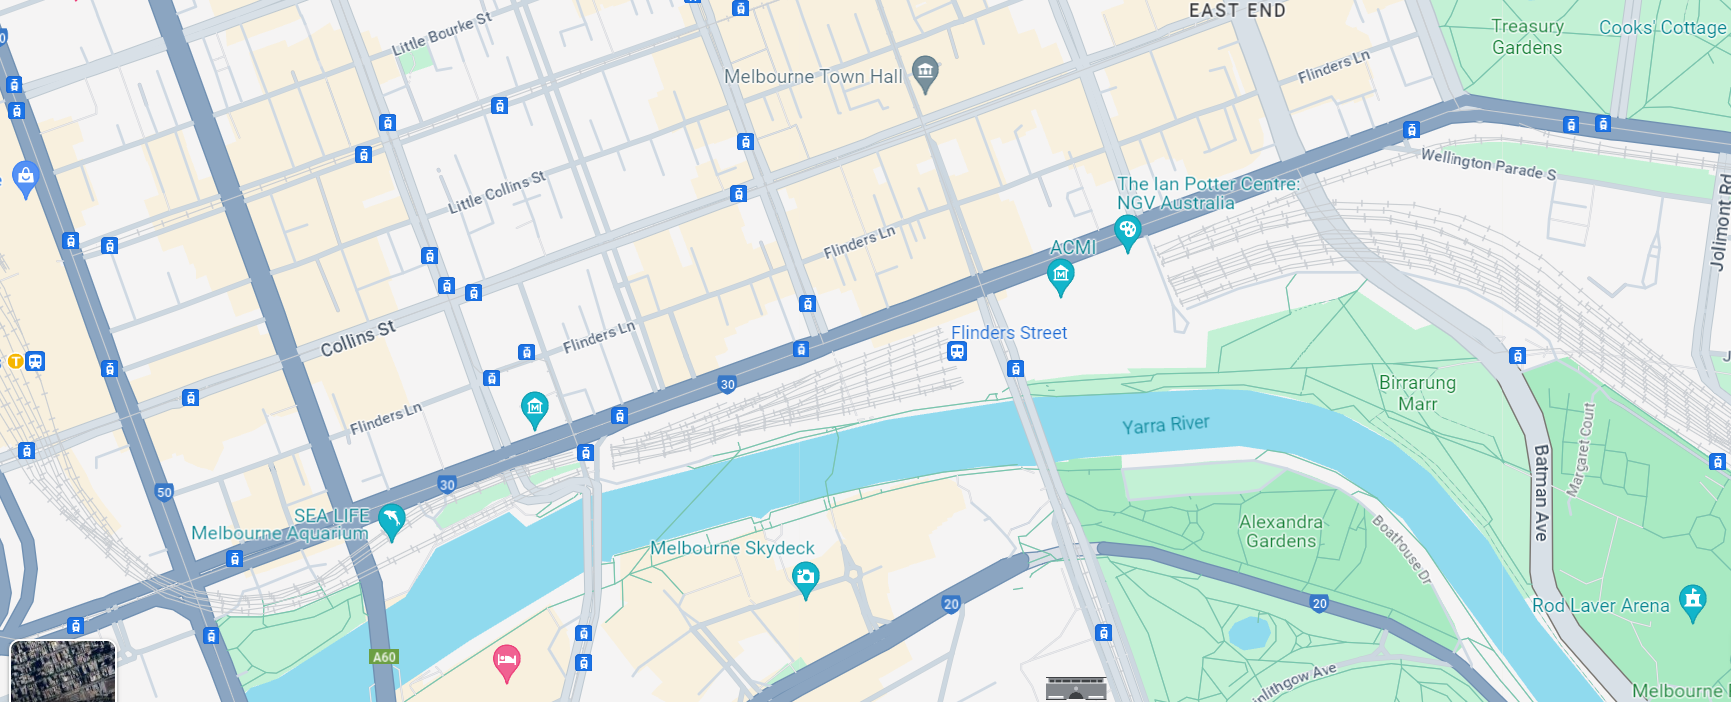 EAST END
Treasury
Gardens
Cooks' Cottage
Little Bourke St
Melbourne Town Hall
Flinders Ln
Wellington Parade S
Little Collins St
The Ian Potter Centre:
NGV Australia
Jolimont Rd
Flinders Ln
ACMI
Collins St
Flinders Ln
Flinders Street
30
Birrarung
Marr
Flinders Ln
Yarra River
Margaret Court
Batman Ave
50
30
SEA LIFE
Melbourne Aquarium
Alexandra
Gardens
Boathouse Dr
Melbourne Skydeck
20
20
Rod Laver Arena
A60
Melbourne